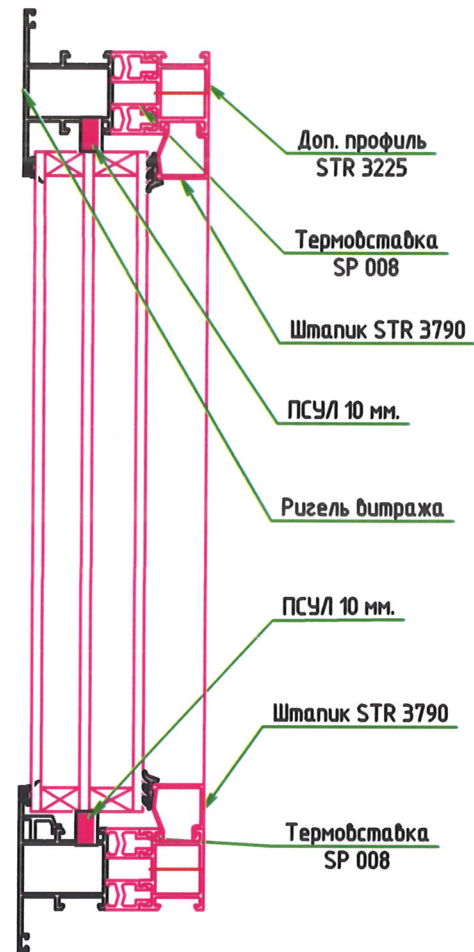 Доп. профиль
STR 3225
Термовставка
SP 008
Штапик STR 3790
ПСУЛ 10 мм.
Ригель витража
ПСУЛ 10 мм.
Штапик STR 3790
Термовставка
SP 008